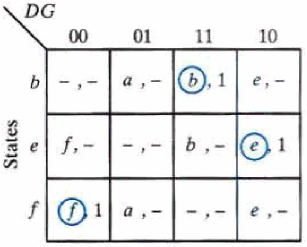 DG
00 01 11 10
b - , - a , - b , 1 e , -
States e f , - - , - b , - e , 1
f f , 1 a , - - , - e , -